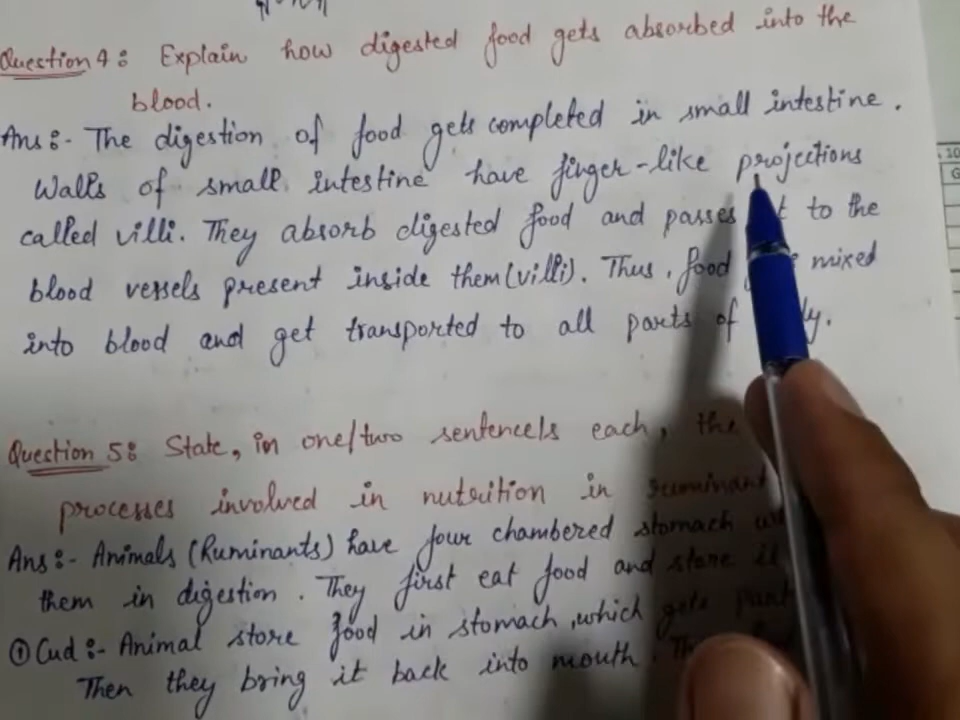 Question 4: Explain how digested food gets absorbed into the
blood.
Ans:- The digestion of food gets completed in small intestine.
Walls of small intestine have finger-like projections
called villi. They absorb digested food and passes to the
blood vessels present inside them (villi). Thus, food mixed
into blood and get transported to all parts of
Question 5: State, in one/two sentence/s each, the
processes involved in nutrition in ruminant
Ans:- Animals (Ruminants) have four chambered stomach
them in digestion. They first eat food and store
① Cud:- Animal store food in stomach, which gets
Then they bring it back into mouth.
10
G